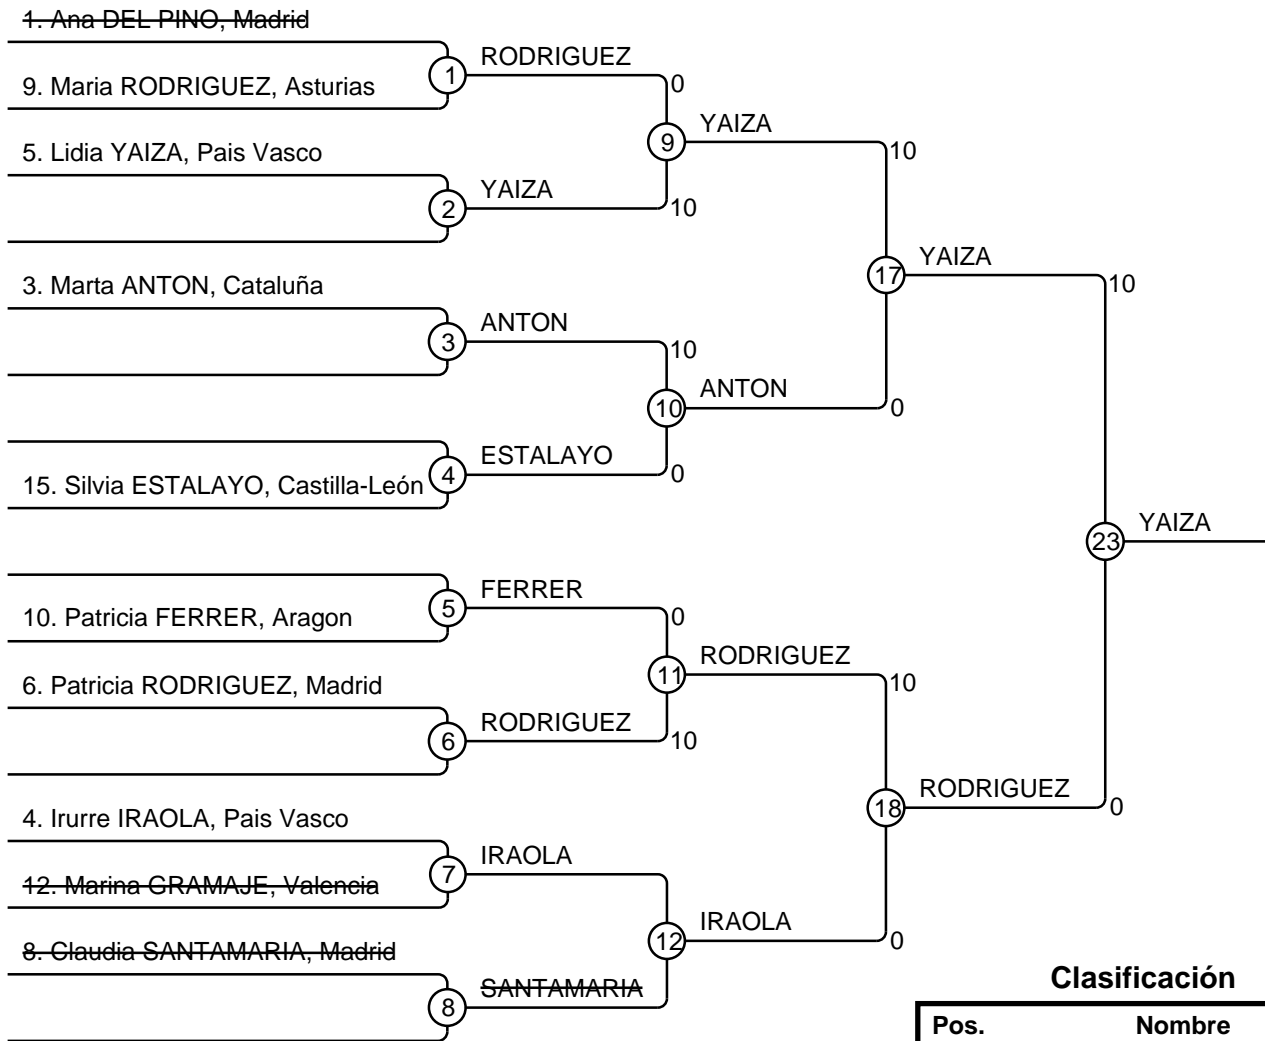 1. Ana DEL PINO, Madrid
RODRIGUEZ
1
9. Maria RODRIGUEZ, Asturias
0
YAIZA
9
5. Lidia YAIZA, Pais Vasco
10
YAIZA
2
10
YAIZA
17
3. Marta ANTON, Cataluña
10
ANTON
3
10
ANTON
10
0
ESTALAYO
4
15. Silvia ESTALAYO, Castilla-León
0
YAIZA
23
FERRER
5
10. Patricia FERRER, Aragon
0
RODRIGUEZ
11
6. Patricia RODRIGUEZ, Madrid
10
RODRIGUEZ
6
10
RODRIGUEZ
18
0
4. Irurre IRAOLA, Pais Vasco
IRAOLA
7
12. Marina GRAMAJE, Valencia
IRAOLA
12
0
8. Claudia SANTAMARIA, Madrid
SANTAMARIA
8
Clasificación
Pos. Nombre